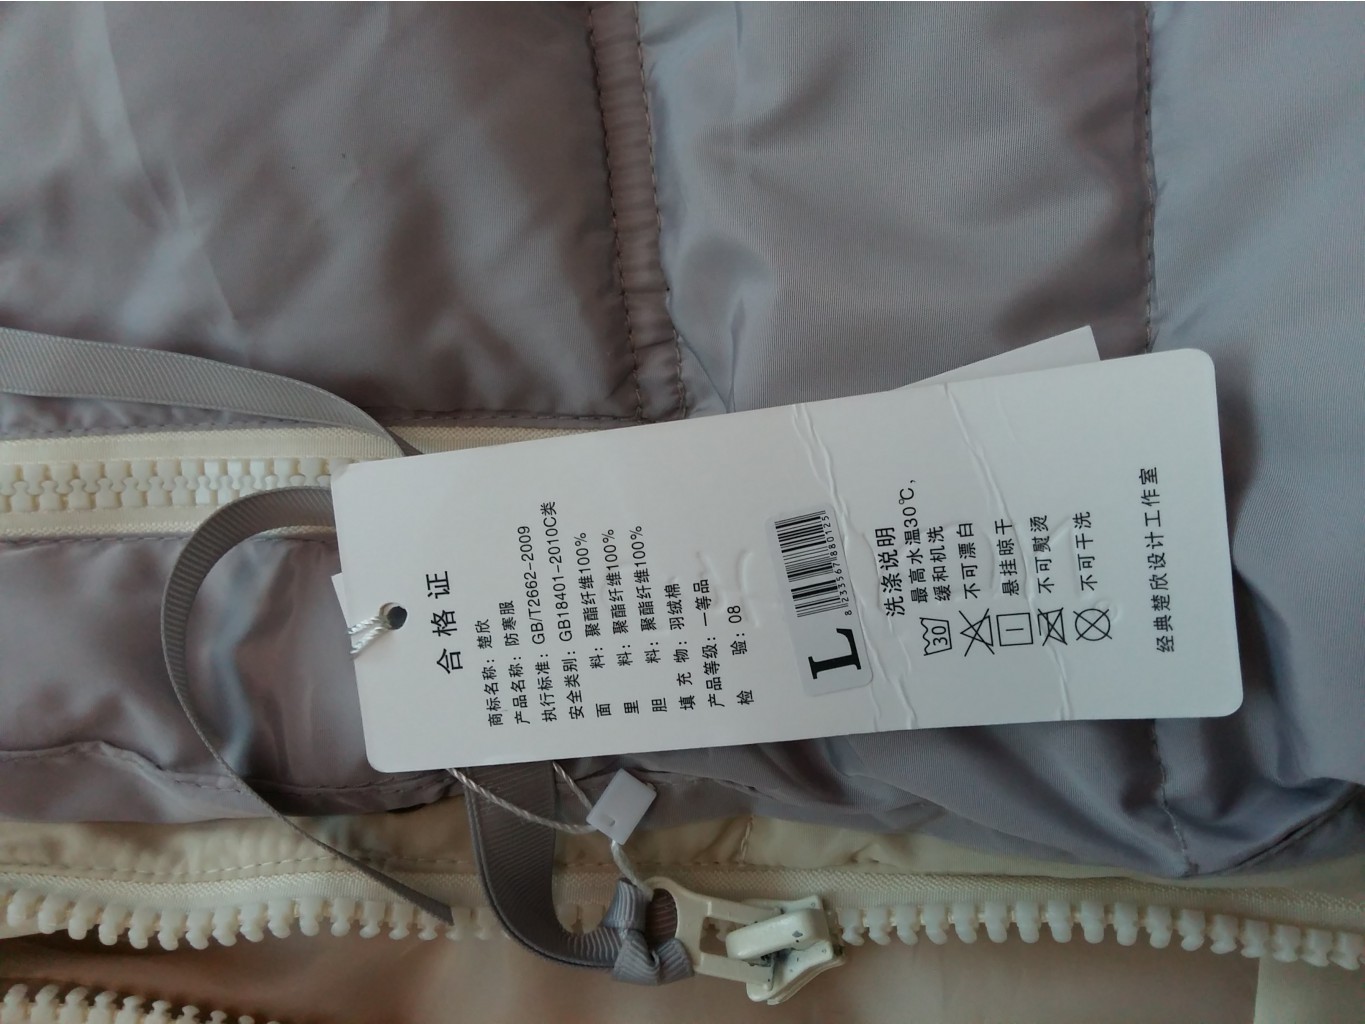 合格证
商标名称：楚欣
产品名称：防寒服
执行标准：GB/T2662-2009
安全类别：GB18401-2010C类
面料：聚酯纤维100%
里料：聚酯纤维100%
胆料：聚酯纤维100%
填充物：羽绒棉
产品等级：一等品
检验：08
L
8233567880125
洗涤说明
30
最高水温30℃，
缓和机洗
不可漂白
悬挂晾干
不可熨烫
不可干洗
经典楚欣设计工作室